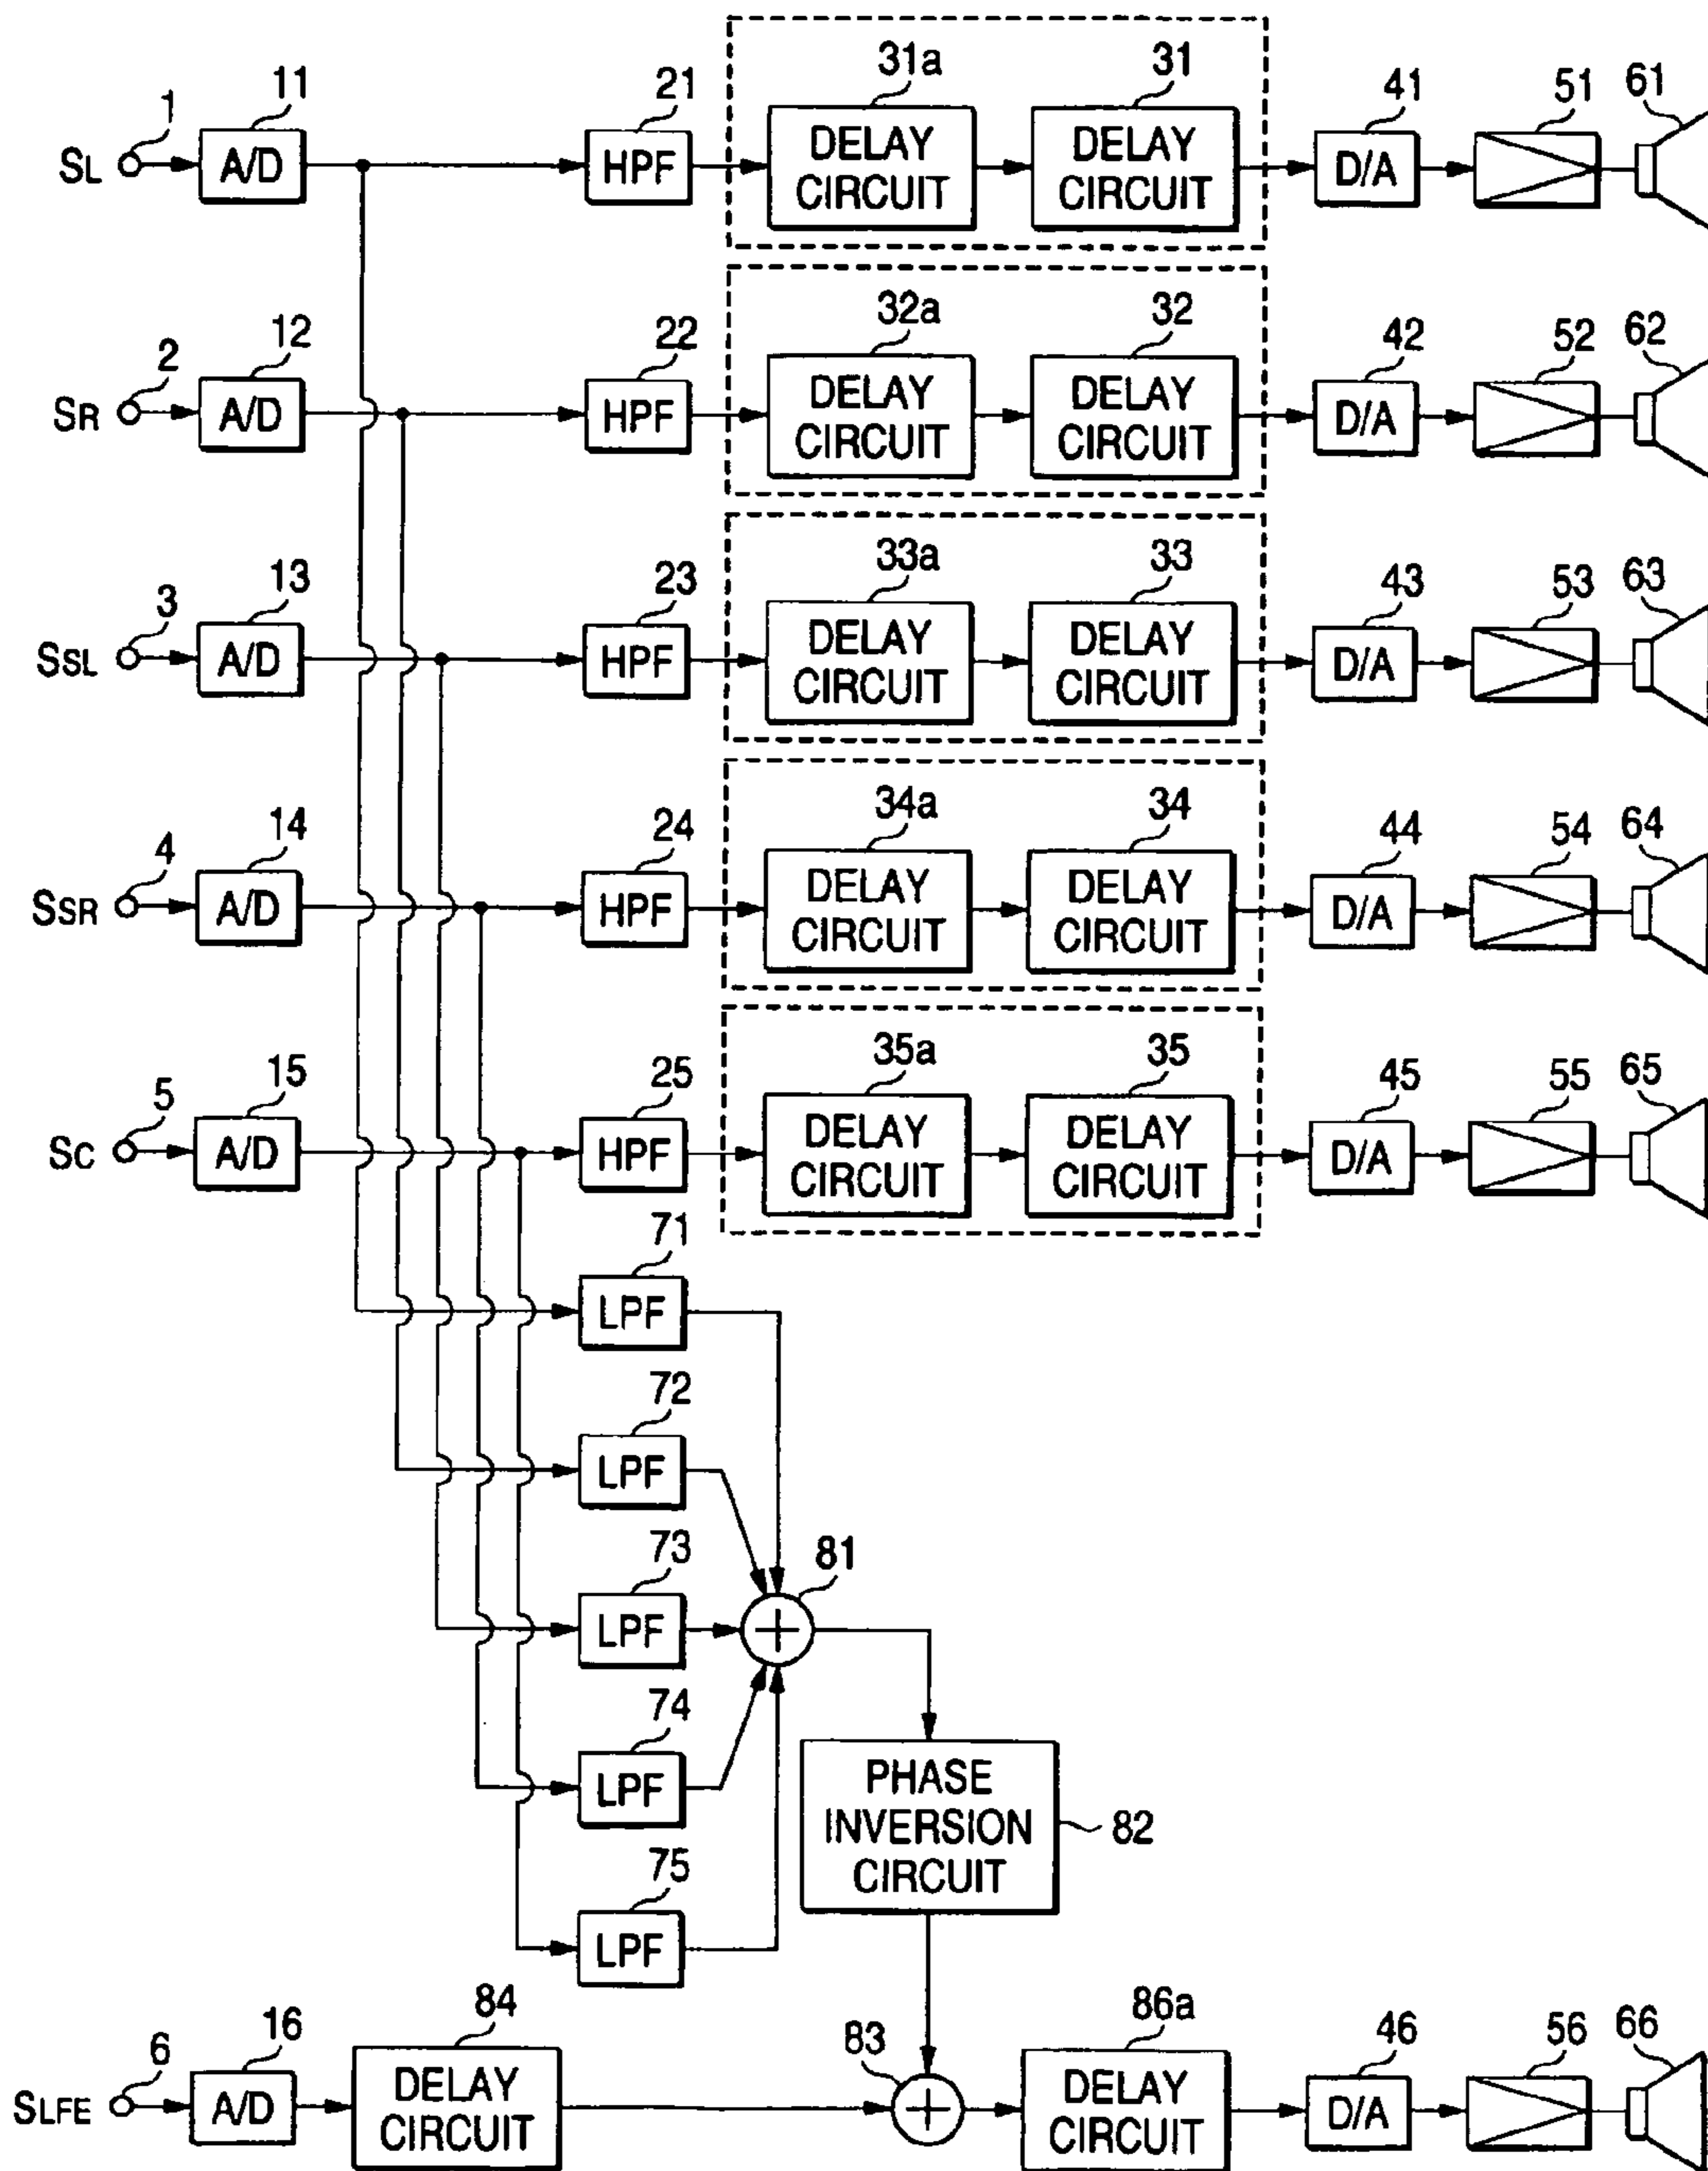 31a 31
1 11 21 41 51 61
SL A/D HPF DELAY CIRCUIT DELAY CIRCUIT D/A
32a 32
2 12 22 42 52 62
SR A/D HPF DELAY CIRCUIT DELAY CIRCUIT D/A
33a 33
3 13 23 43 53 63
SSL A/D HPF DELAY CIRCUIT DELAY CIRCUIT D/A
34a 34
4 14 24 44 54 64
SSR A/D HPF DELAY CIRCUIT DELAY CIRCUIT D/A
35a 35
5 15 25 45 55 65
SC A/D HPF DELAY CIRCUIT DELAY CIRCUIT D/A
71
LPF
72
LPF
73 81
LPF +
74
LPF
PHASE
INVERSION
CIRCUIT
82
75
LPF
6 16 84 83 86a 46 56 66
SLFE A/D DELAY CIRCUIT + DELAY CIRCUIT D/A